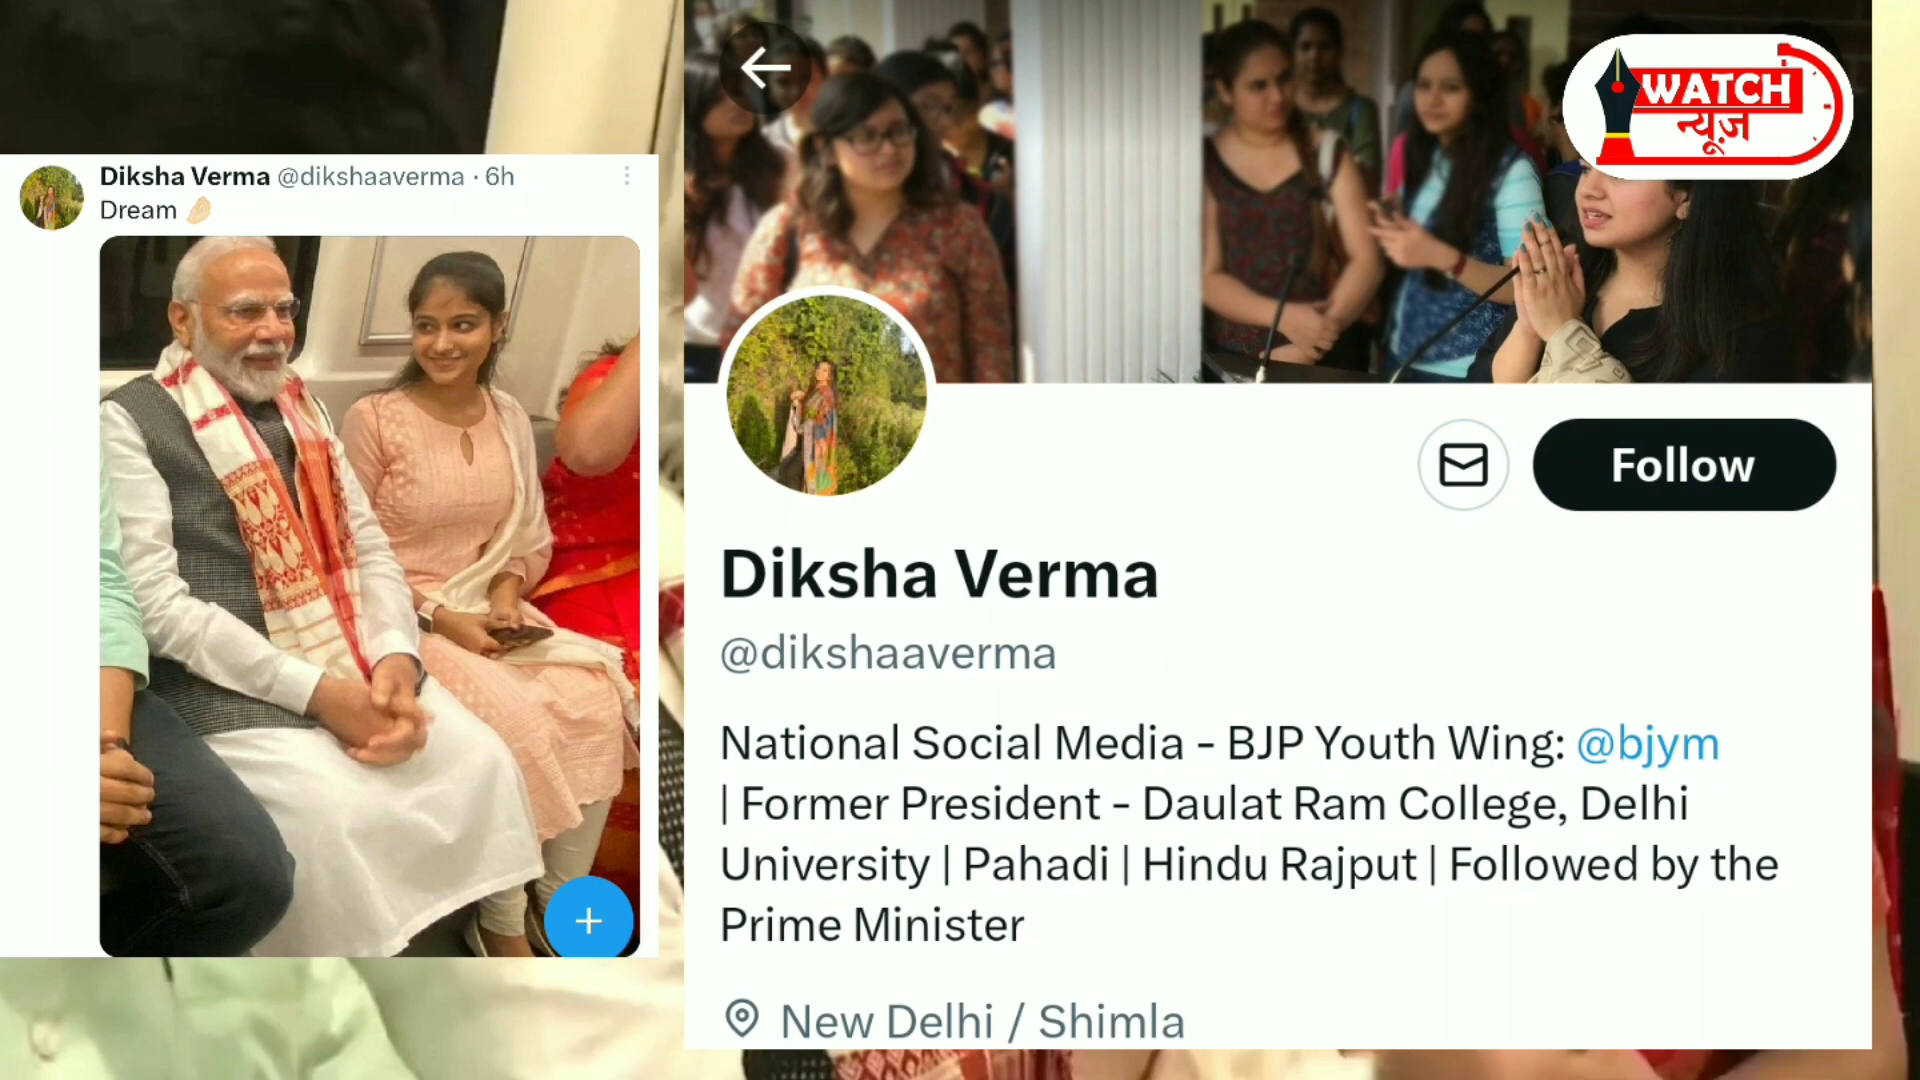 WATCH
न्यूज़
Diksha Verma @dikshaaverma · 6h
Dream 🤌🏻
+
Follow
Diksha Verma
@dikshaaverma
National Social Media - BJP Youth Wing: @bjym
| Former President - Daulat Ram College, Delhi
University | Pahadi | Hindu Rajput | Followed by the
Prime Minister
New Delhi / Shimla